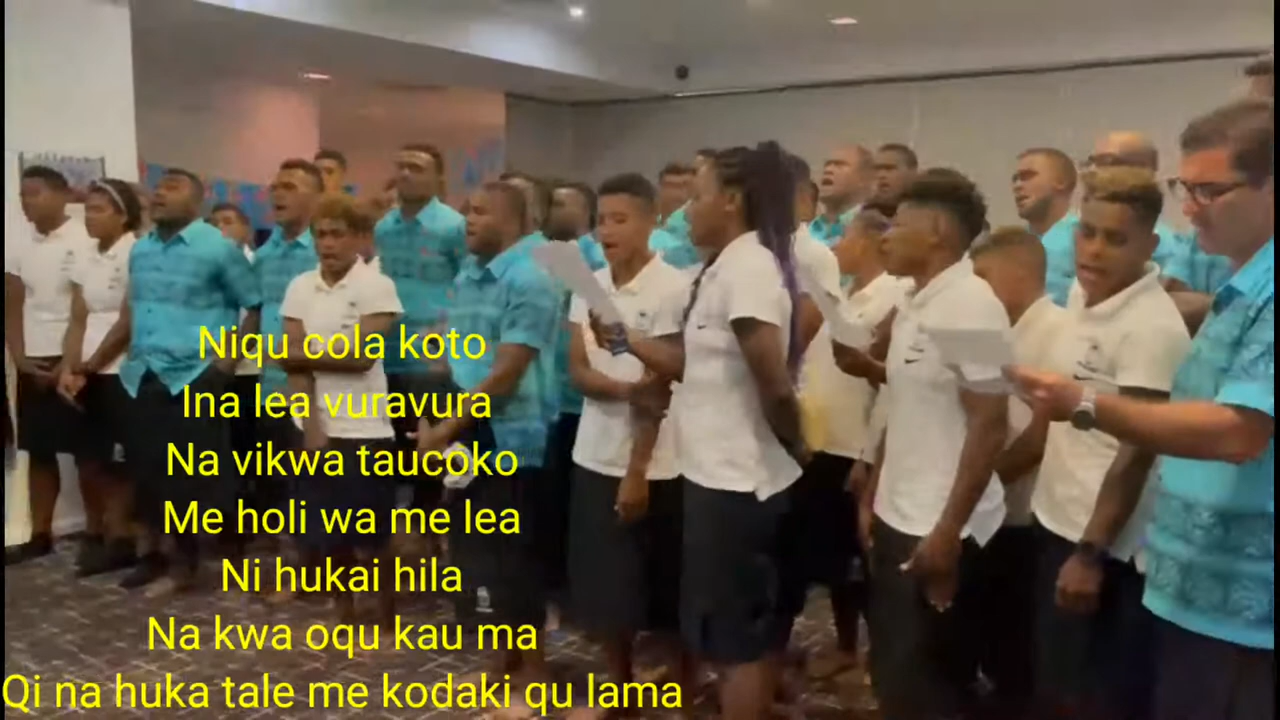 Niqu cola koto
Ina lea vuravura
Na vikwa taucoko
Me holi wa me lea
Ni hukai hila
Na kwa oqu kau ma
Qi na huka tale me kodaki qu lama